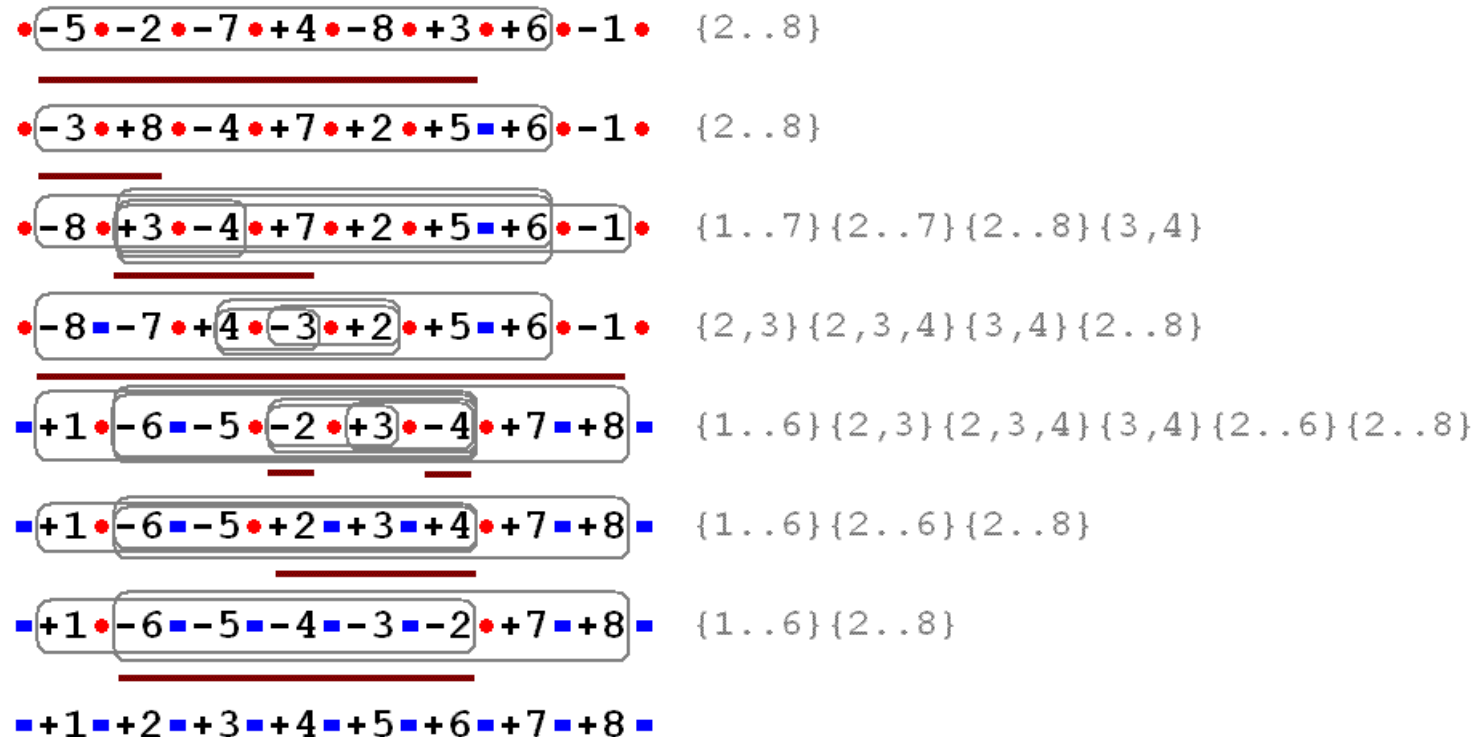 -5 -2 -7 +4 -8 +3 +6 -1 {2..8}
-3 +8 -4 +7 +2 +5 +6 -1 {2..8}
-8 +3 -4 +7 +2 +5 +6 -1 {1..7}{2..7}{2..8}{3,4}
-8 -7 +4 -3 +2 +5 +6 -1 {2,3}{2,3,4}{3,4}{2..8}
+1 -6 -5 -2 +3 -4 +7 +8 {1..6}{2,3}{2,3,4}{3,4}{2..6}{2..8}
+1 -6 -5 +2 +3 +4 +7 +8 {1..6}{2..6}{2..8}
+1 -6 -5 -4 -3 -2 +7 +8 {1..6}{2..8}
+1 +2 +3 +4 +5 +6 +7 +8